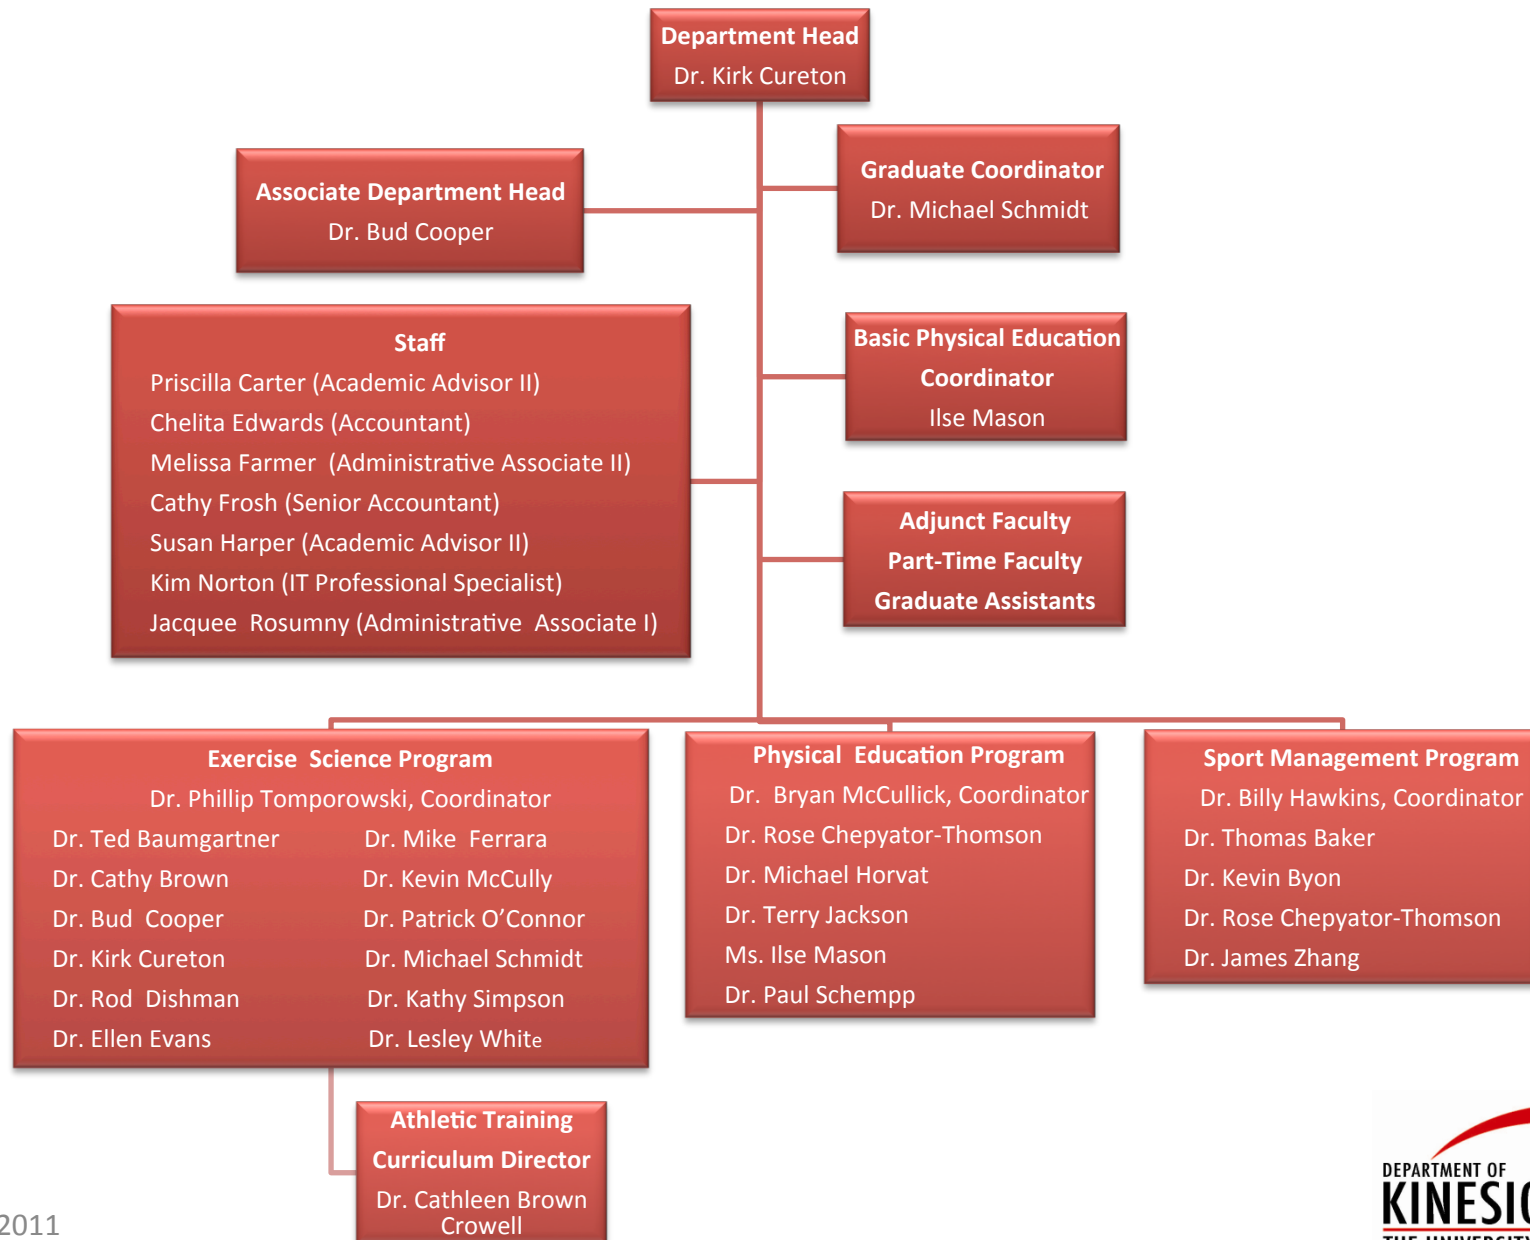 Department Head
Dr. Kirk Cureton
Graduate Coordinator
Dr. Michael Schmidt
Associate Department Head
Dr. Bud Cooper
Staff
Priscilla Carter (Academic Advisor II)
Chelita Edwards (Accountant)
Melissa Farmer (Administrative Associate II)
Cathy Frosh (Senior Accountant)
Susan Harper (Academic Advisor II)
Kim Norton (IT Professional Specialist)
Jacquee Rosumny (Administrative Associate I)
Basic Physical Education
Coordinator
Ilse Mason
Adjunct Faculty
Part-Time Faculty
Graduate Assistants
Exercise Science Program
Dr. Phillip Tomporowski, Coordinator
Dr. Ted Baumgartner Dr. Mike Ferrara
Dr. Cathy Brown Dr. Kevin McCully
Dr. Bud Cooper Dr. Patrick O'Connor
Dr. Kirk Cureton Dr. Michael Schmidt
Dr. Rod Dishman Dr. Kathy Simpson
Dr. Ellen Evans Dr. Lesley White
Physical Education Program
Dr. Bryan McCullick, Coordinator
Dr. Rose Chepyator-Thomson
Dr. Michael Horvat
Dr. Terry Jackson
Ms. Ilse Mason
Dr. Paul Schempp
Sport Management Program
Dr. Billy Hawkins, Coordinator
Dr. Thomas Baker
Dr. Kevin Byon
Dr. Rose Chepyator-Thomson
Dr. James Zhang
Athletic Training
Curriculum Director
Dr. Cathleen Brown
Crowell
2011
DEPARTMENT OF